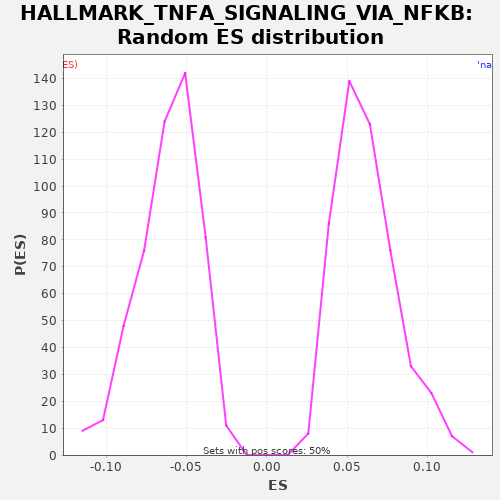 HALLMARK_TNFA_SIGNALING_VIA_NFKB:
Random ES distribution
ES)
'na
140
130
120
110
100
90
80
70
60
50
40
30
20
10
0
P(ES)
Sets with pos scores: 50%
-0.10 -0.05 0.00 0.05 0.10
ES